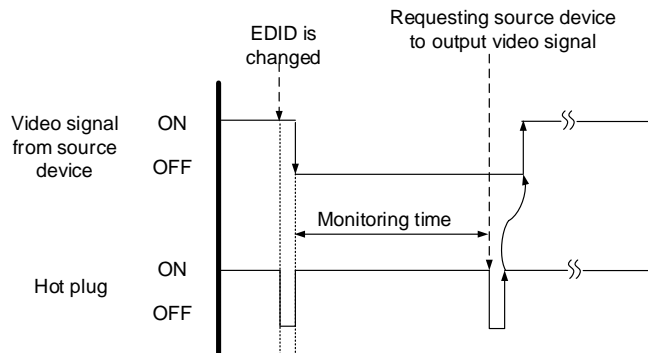 Requesting source device
to output video signal
EDID is
changed
Video signal
from source
device
ON
OFF
Monitoring time
Hot plug
ON
OFF